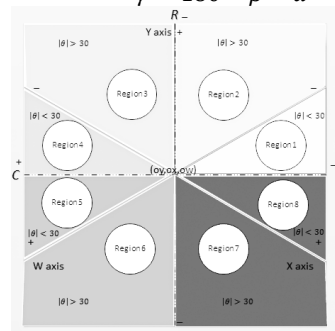 R –
Y axis +
|θ| > 30
|θ| > 30
Region3
Region2
–
–
|θ| < 30
|θ| < 30
Region4
Region1
+
(oy,ox,ow)
–
C
Region5
Region8
|θ| < 30
|θ| < 30
+
+
Region6
Region7
W axis
X axis
|θ| > 30
|θ| > 30
–